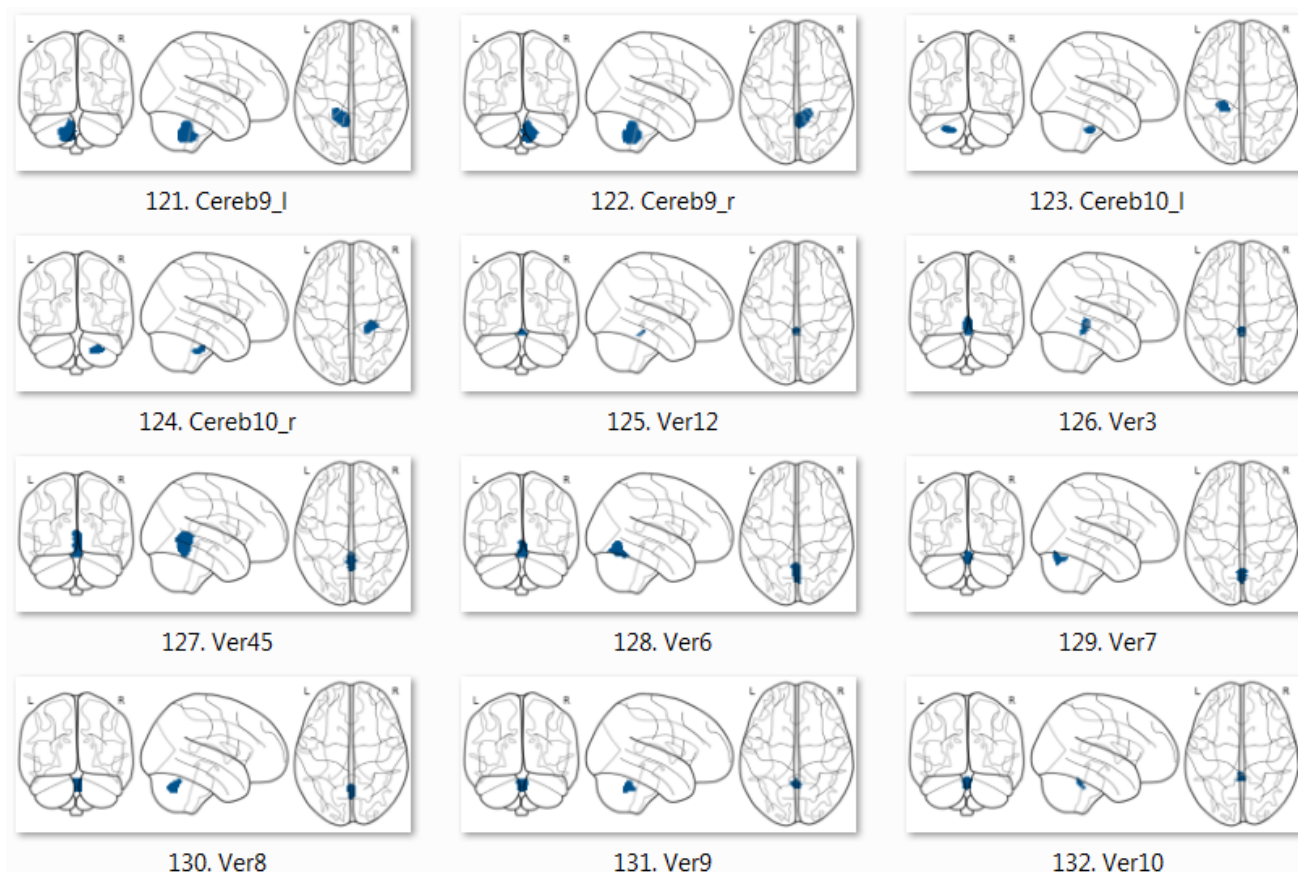 L R L R L R
121. Cereb9_l 122. Cereb9_r 123. Cereb10_l
L R L R L R
124. Cereb10_r 125. Ver12 126. Ver3
L R L R L R
127. Ver45 128. Ver6 129. Ver7
L R L R L R
130. Ver8 131. Ver9 132. Ver10